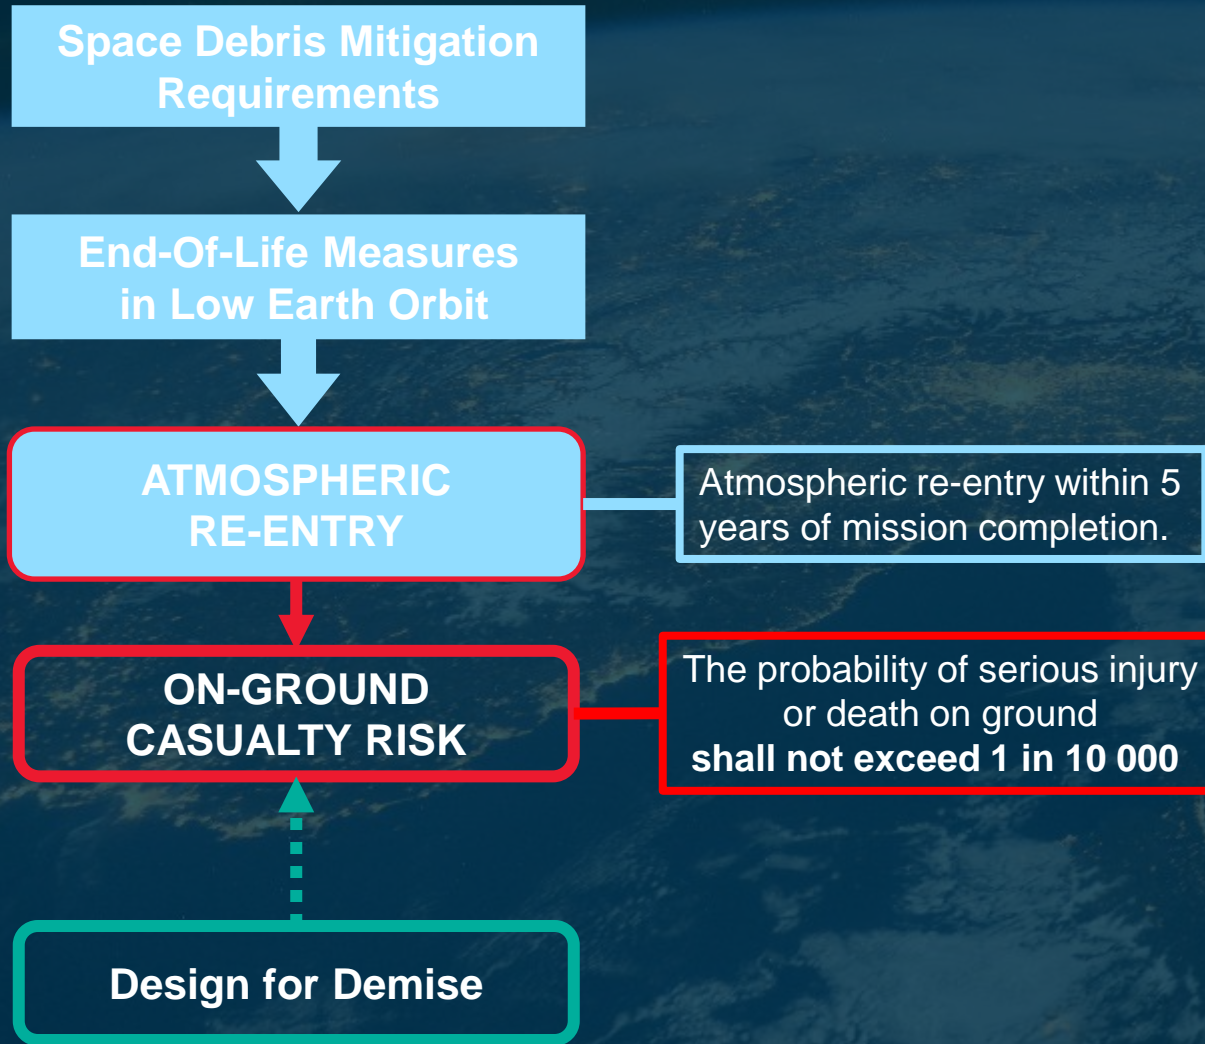 Space Debris Mitigation
Requirements
End-Of-Life Measures
in Low Earth Orbit
ATMOSPHERIC
RE-ENTRY
Atmospheric re-entry within 5
years of mission completion.
ON-GROUND
CASUALTY RISK
The probability of serious injury
or death on ground
shall not exceed 1 in 10 000
Design for Demise